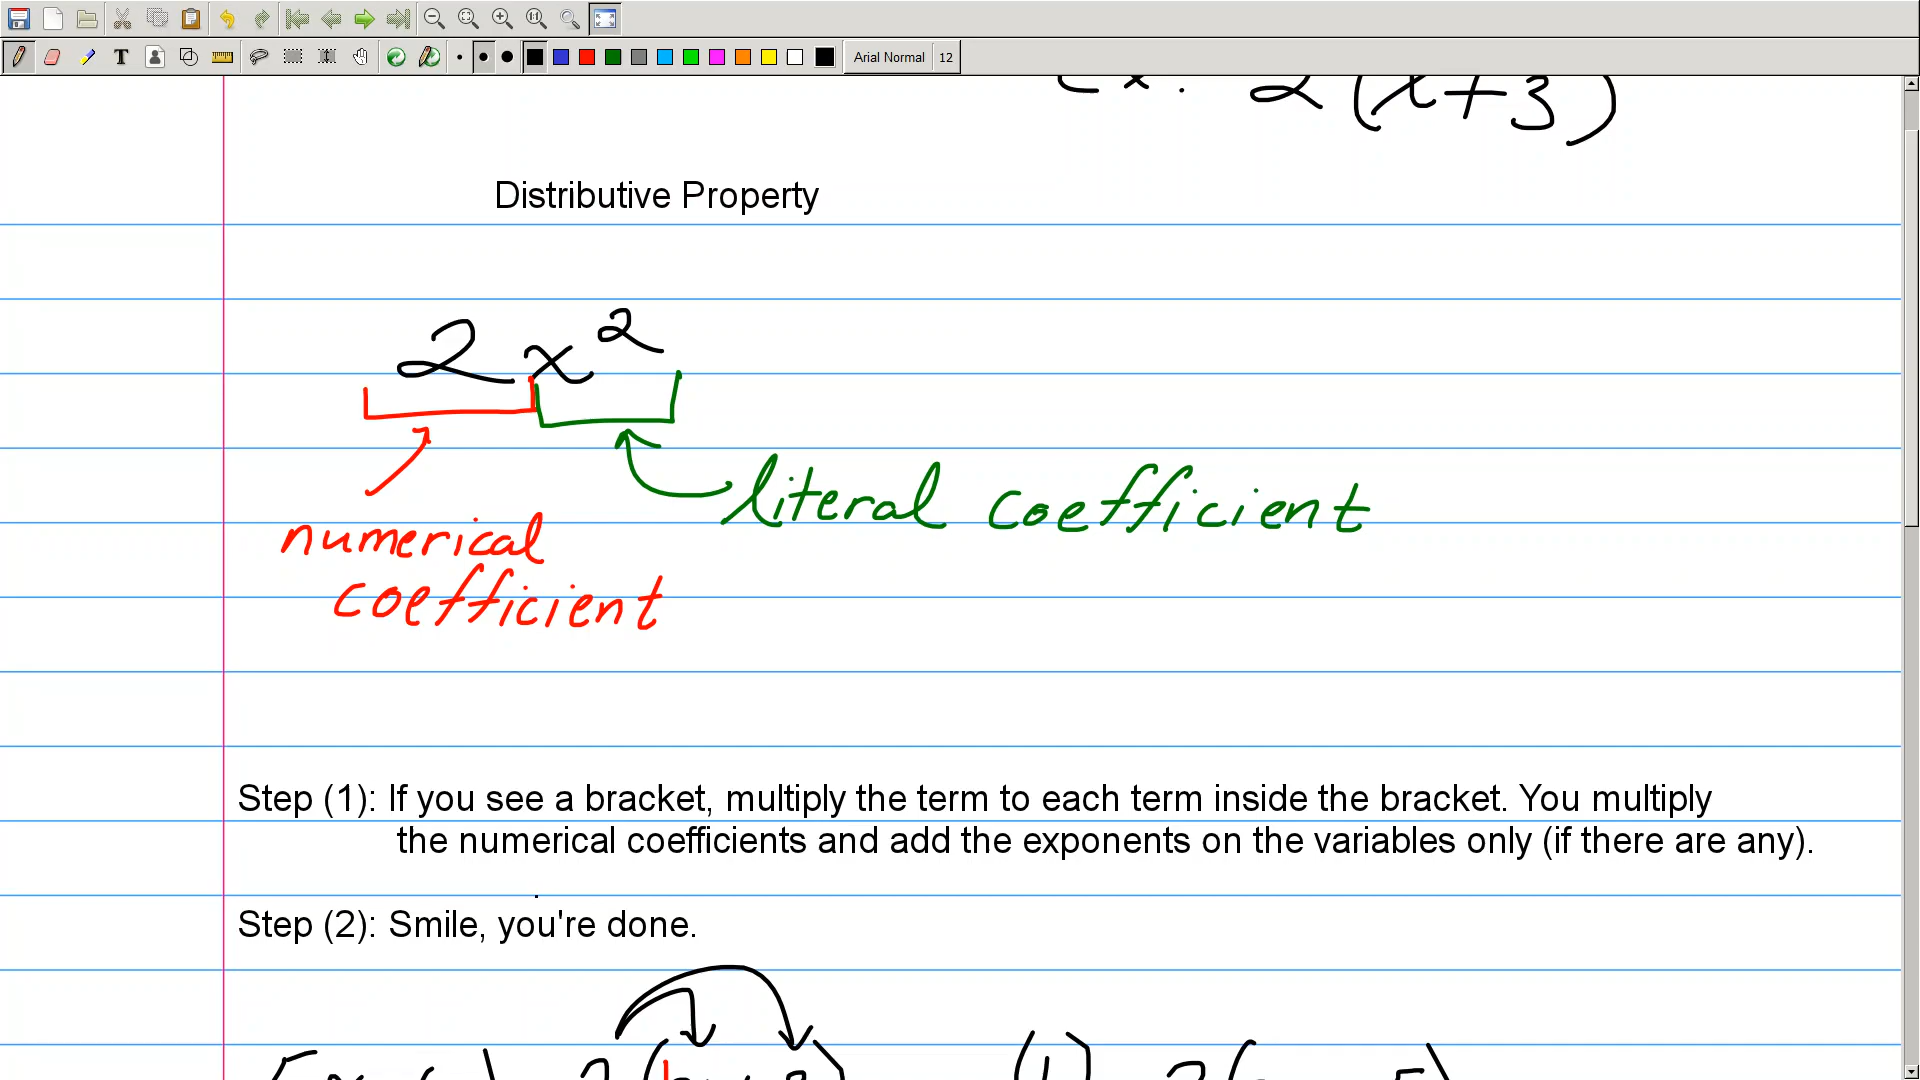 Arial Normal 12
Ex: 2(x+3)
Distributive Property
2x²
literal coefficient
numerical
coefficient
Step (1): If you see a bracket, multiply the term to each term inside the bracket. You multiply
the numerical coefficients and add the exponents on the variables only (if there are any).
Step (2): Smile, you're done.